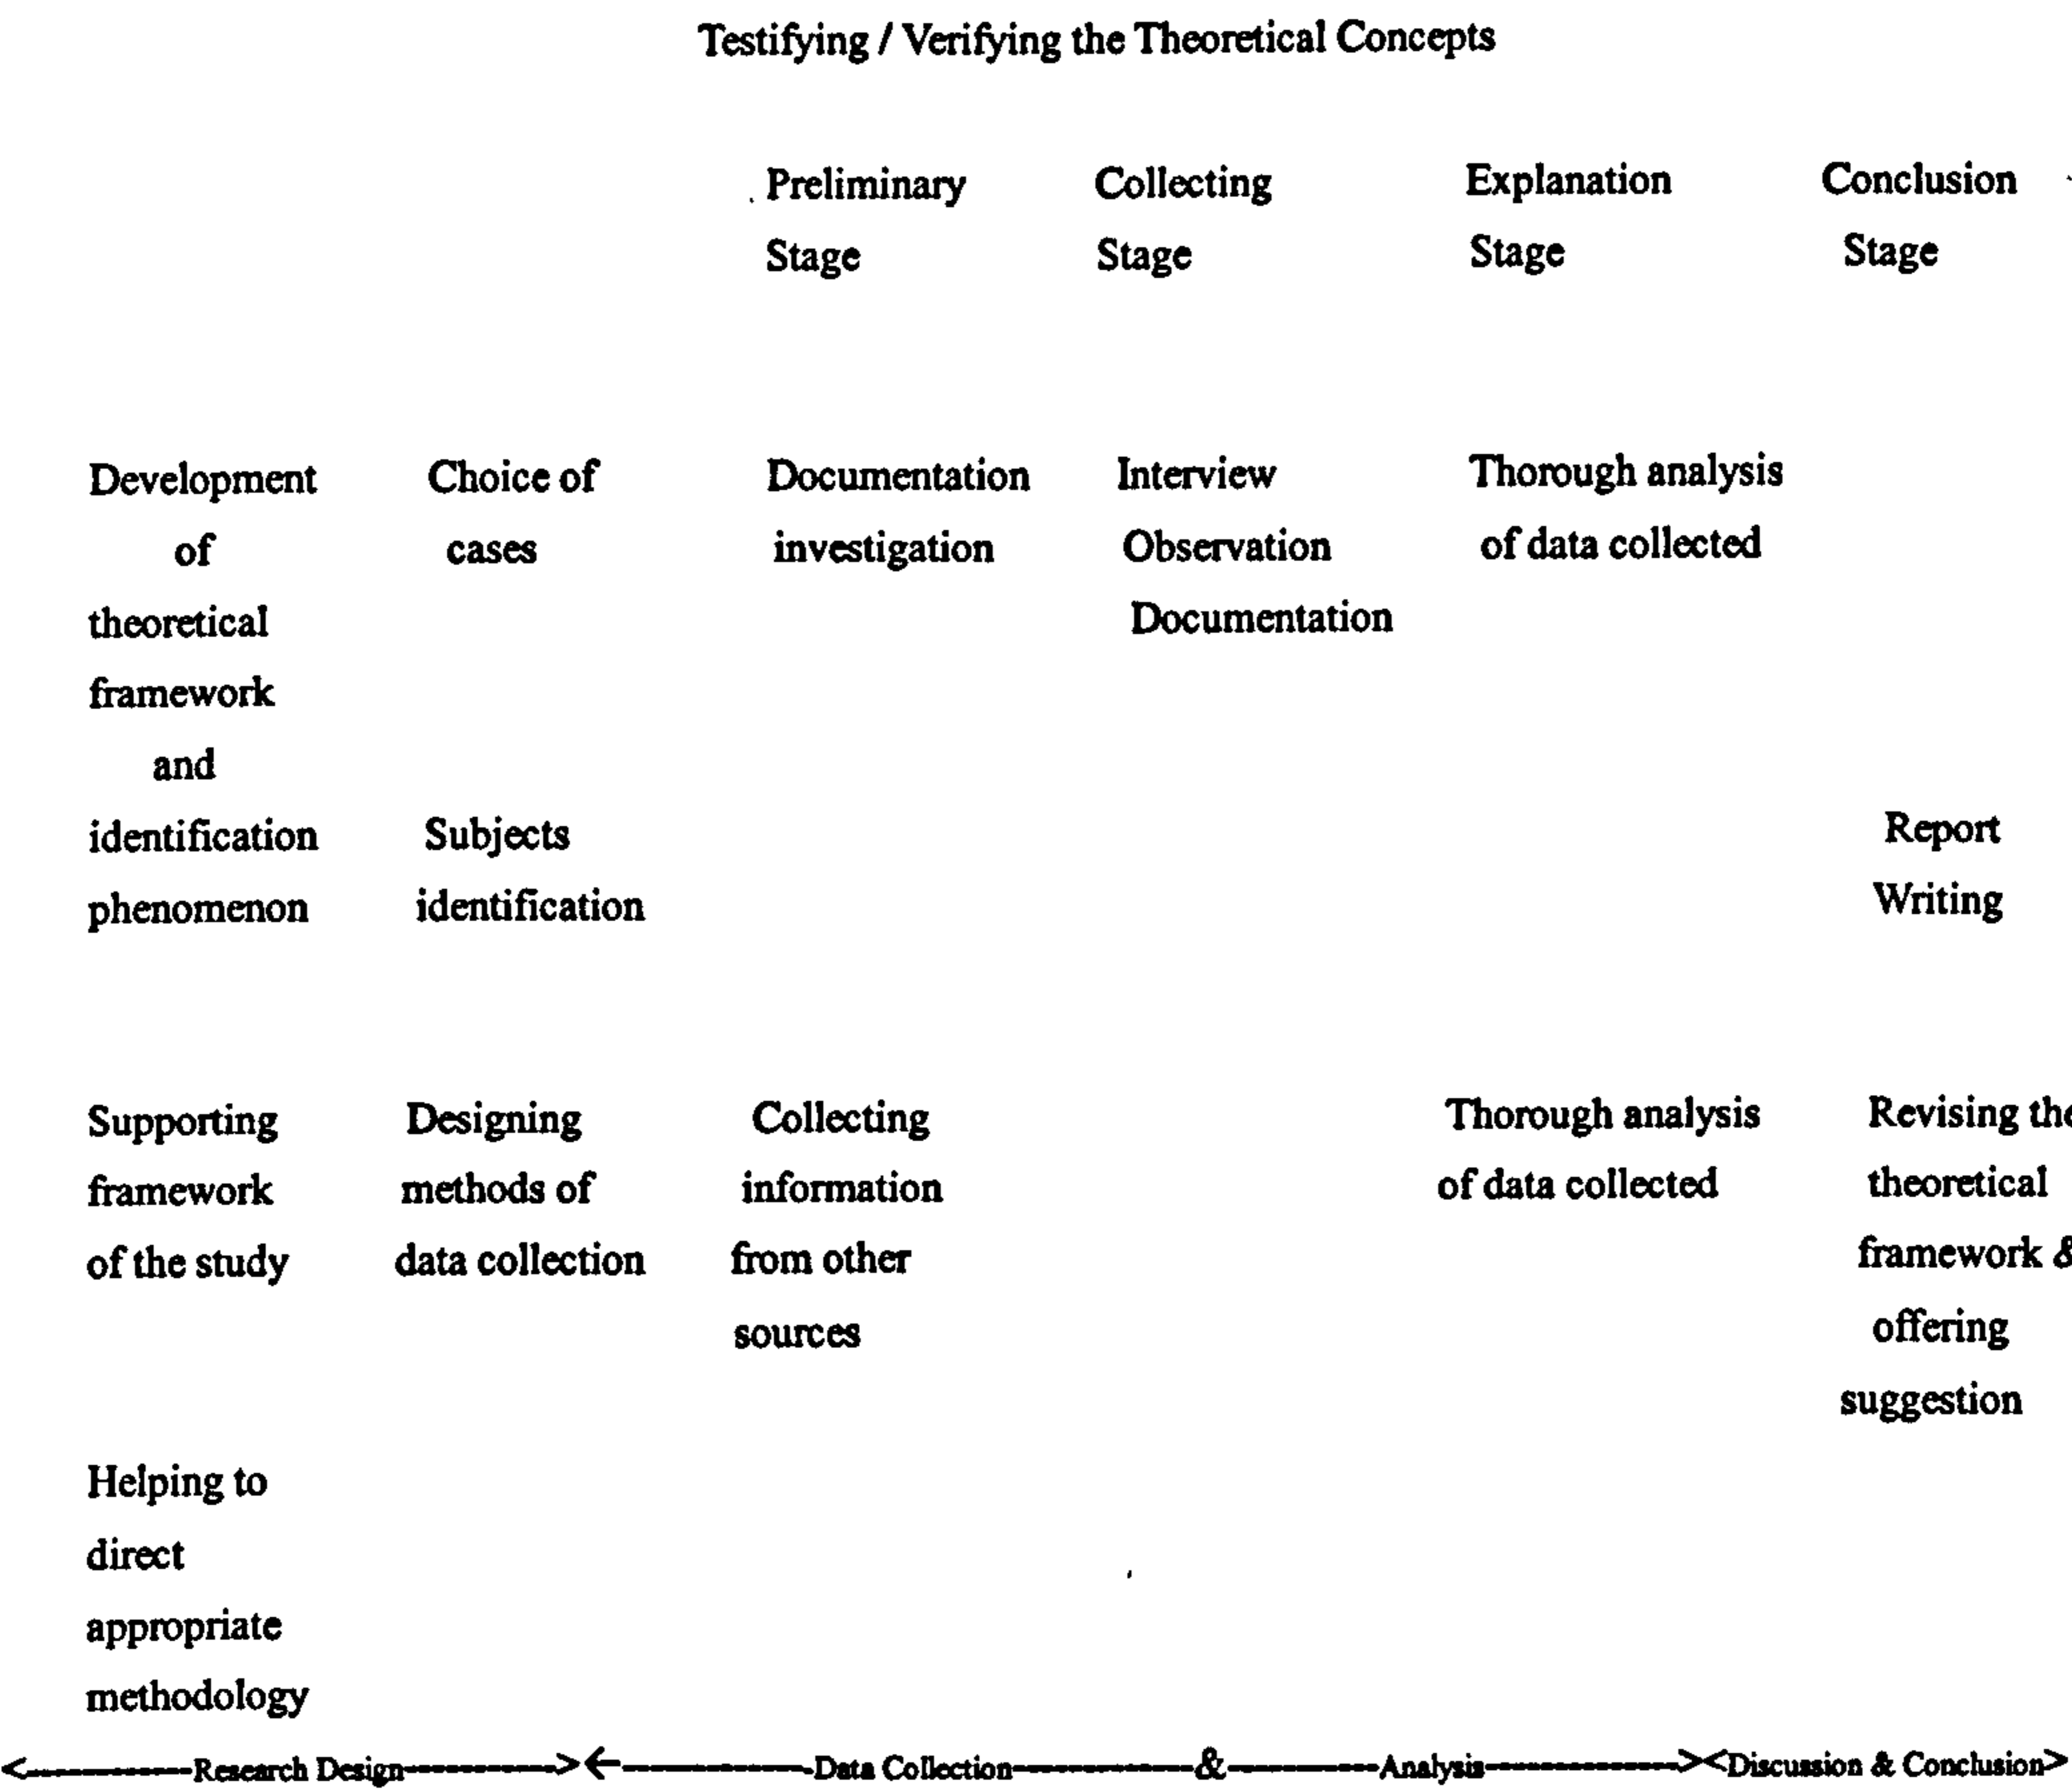 Testifying / Verifying the Theoretical Concepts
Preliminary Collecting Explanation Conclusion
Stage Stage Stage Stage
Development Choice of Documentation Interview Thorough analysis
of cases investigation Observation of data collected
theoretical Documentation
framework
and
identification Subjects Report
phenomenon identification Writing
Supporting Designing Collecting Thorough analysis Revising the
framework methods of information of data collected theoretical
of the study data collection from other framework &
sources offering
suggestion
Helping to
direct
appropriate
methodology
<----------Research Design---------><-----------Data Collection-----------&---------Analysis-----------><Discussion & Conclusion>